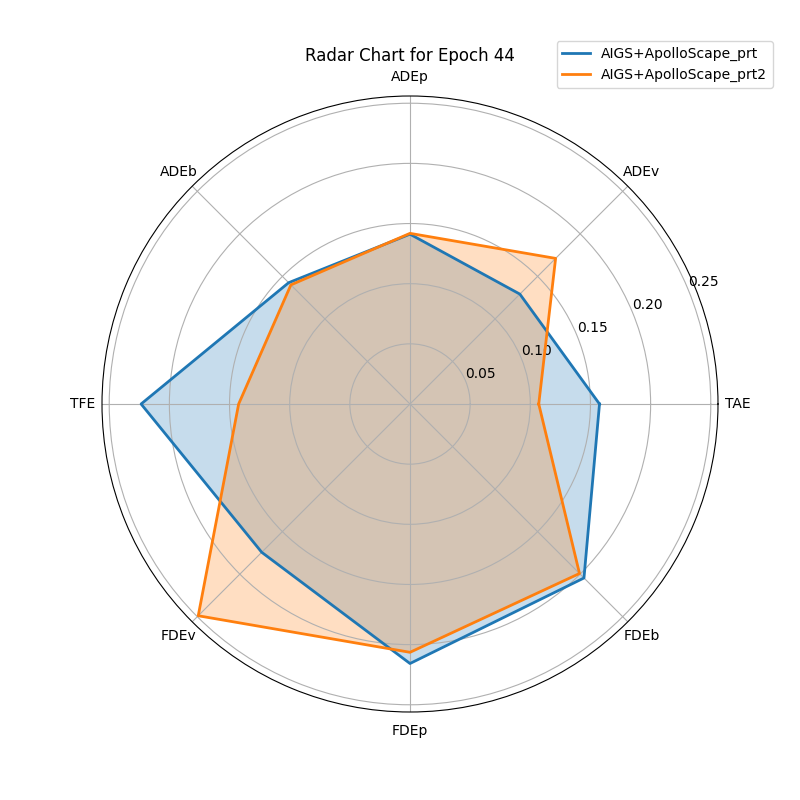 Radar Chart for Epoch 44
AIGS+ApolloScape_prt
AIGS+ApolloScape_prt2
ADEp
ADEb
ADEv
0.25
0.20
0.15
0.10
0.05
TFE
TAE
FDEv
FDEb
FDEp